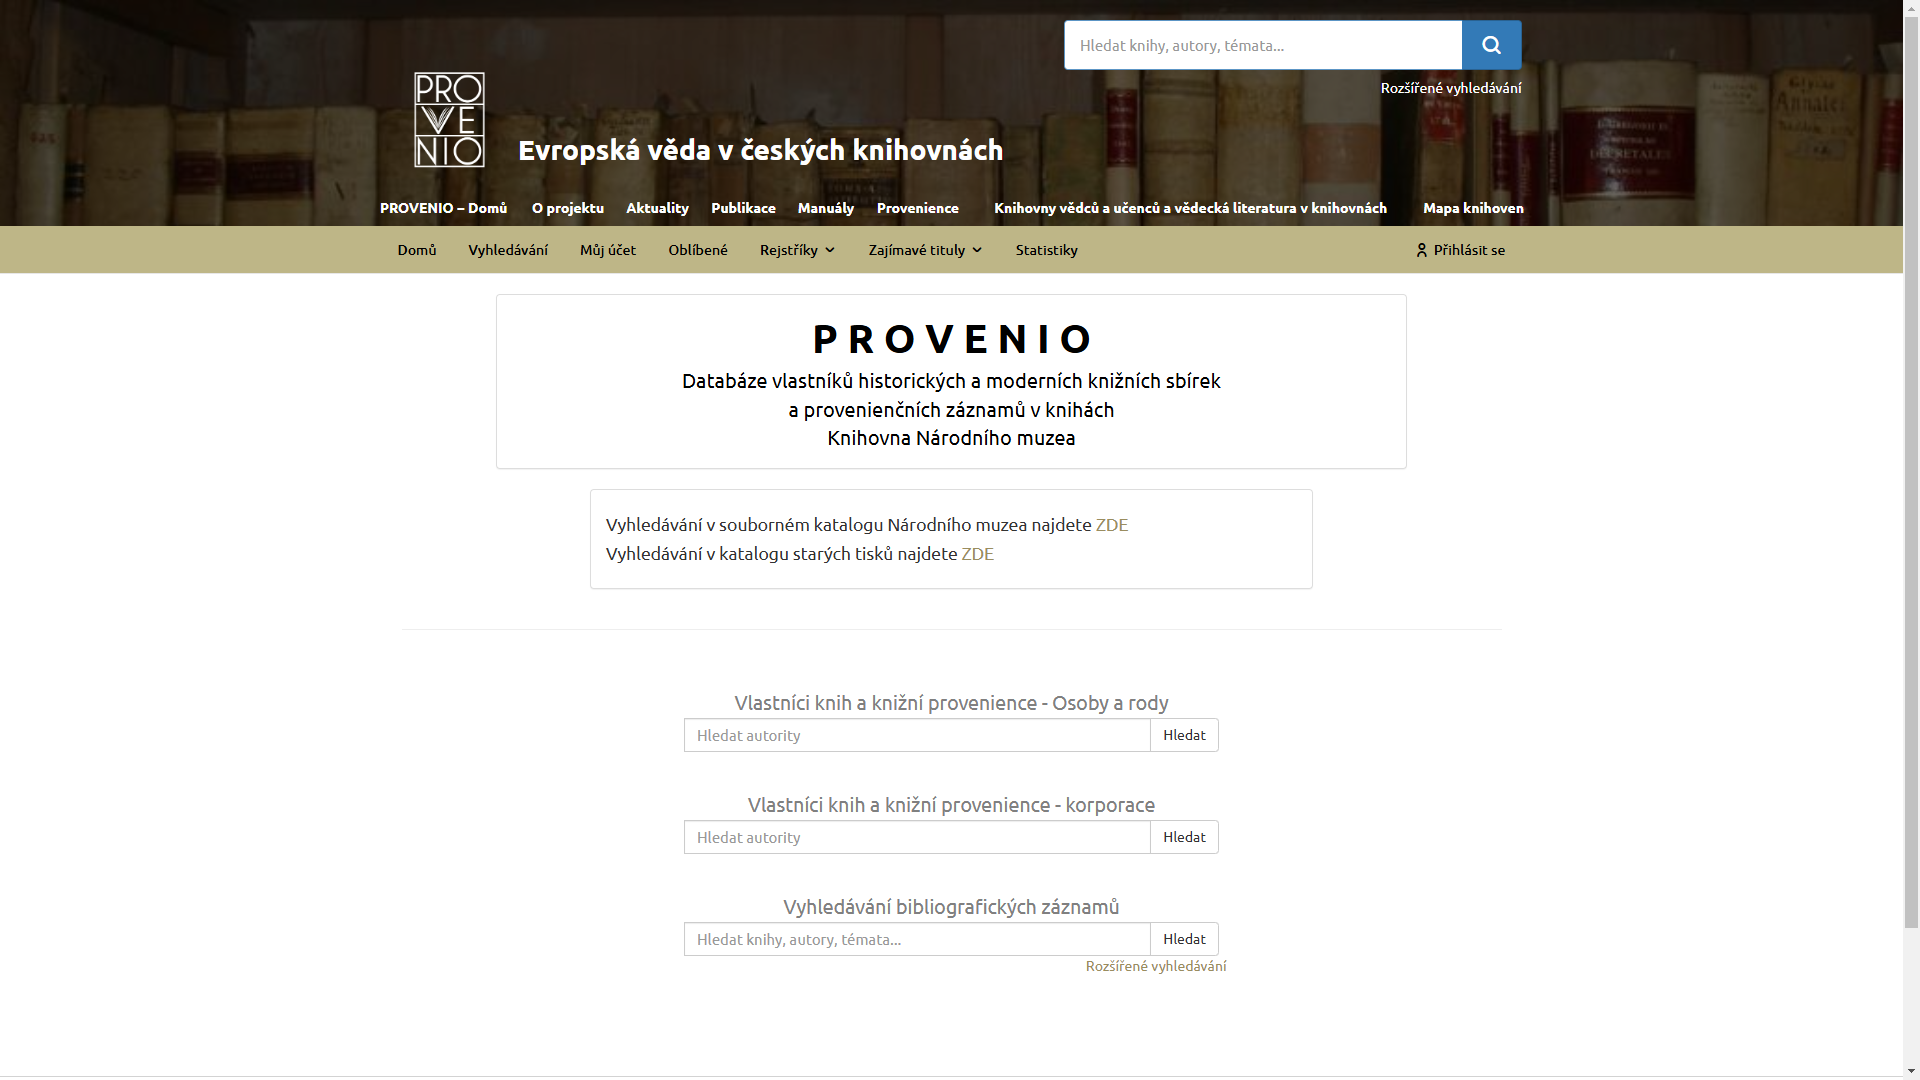 Hledat knihy, autory, témata...
Rozšířené vyhledávání
PRO
VE
NIO
Evropská věda v českých knihovnách
PROVENIO – Domů O projektu Aktuality Publikace Manuály Provenience Knihovny vědců a učenců a vědecká literatura v knihovnách Mapa knihoven
Domů Vyhledávání Můj účet Oblíbené Rejstříky Zajímavé tituly Statistiky Přihlásit se
P R O V E N I O
Databáze vlastníků historických a moderních knižních sbírek
a provenienčních záznamů v knihách
Knihovna Národního muzea
Vyhledávání v souborném katalogu Národního muzea najdete ZDE
Vyhledávání v katalogu starých tisků najdete ZDE
Vlastníci knih a knižní provenience - Osoby a rody
Hledat autority Hledat
Vlastníci knih a knižní provenience - korporace
Hledat autority Hledat
Vyhledávání bibliografických záznamů
Hledat knihy, autory, témata... Hledat
Rozšířené vyhledávání